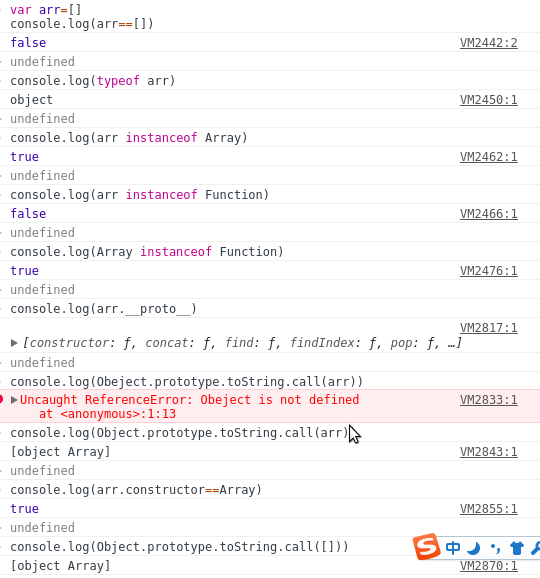 var arr=[]
console.log(arr==[])
false VM2442:2
undefined
console.log(typeof arr)
object VM2450:1
undefined
console.log(arr instanceof Array)
true VM2462:1
undefined
console.log(arr instanceof Function)
false VM2466:1
undefined
console.log(Array instanceof Function)
true VM2476:1
undefined
console.log(arr.__proto__)
VM2817:1
[constructor: ƒ, concat: ƒ, find: ƒ, findIndex: ƒ, pop: ƒ, …]
undefined
console.log(Obeject.prototype.toString.call(arr))
Uncaught ReferenceError: Obeject is not defined VM2833:1
at <anonymous>:1:13
console.log(Object.prototype.toString.call(arr)
[object Array] VM2843:1
undefined
console.log(arr.constructor==Array)
true VM2855:1
undefined
console.log(Object.prototype.toString.call([]))
S 中
[object Array] VM2870:1